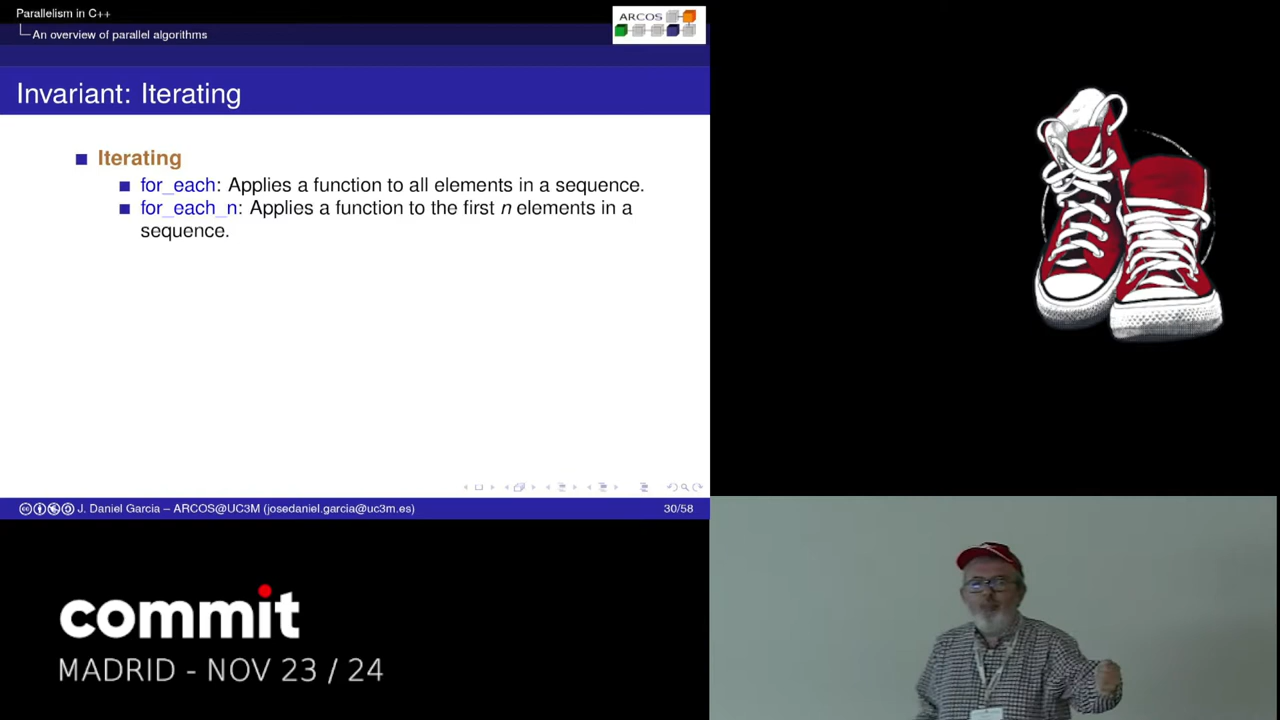 Parallelism in C++
An overview of parallel algorithms
ARCOS
Invariant: Iterating
Iterating
for_each: Applies a function to all elements in a sequence.
for_each_n: Applies a function to the first n elements in a
sequence.
J. Daniel Garcia – ARCOS@UC3M (josedaniel.garcia@uc3m.es)
30/58
commit
MADRID - NOV 23 / 24